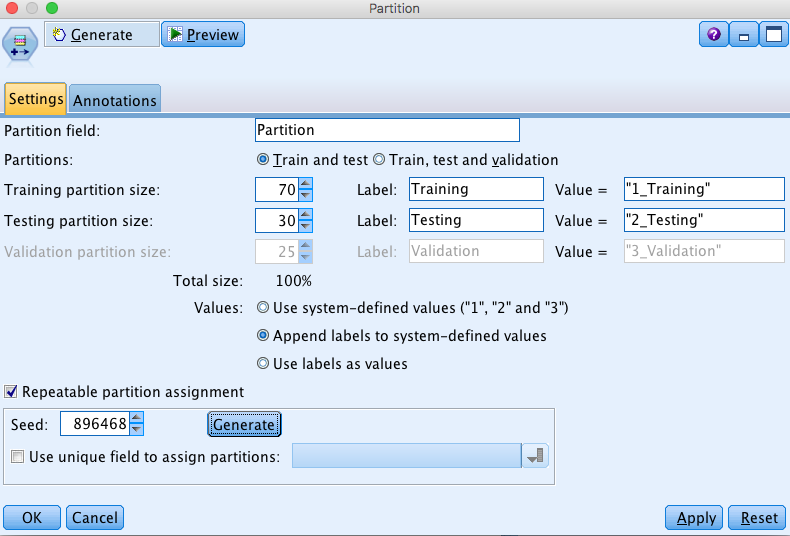 Partition
Generate Preview ?
Settings Annotations
Partition field: Partition
Partitions: Train and test Train, test and validation
Training partition size: 70 Label: Training Value = "1_Training"
Testing partition size: 30 Label: Testing Value = "2_Testing"
Validation partition size: 25 Label: Validation Value = "3_Validation"
Total size: 100%
Values: Use system-defined values ("1", "2" and "3")
Append labels to system-defined values
Use labels as values
Repeatable partition assignment
Seed: 896468 Generate
Use unique field to assign partitions:
OK Cancel Apply Reset